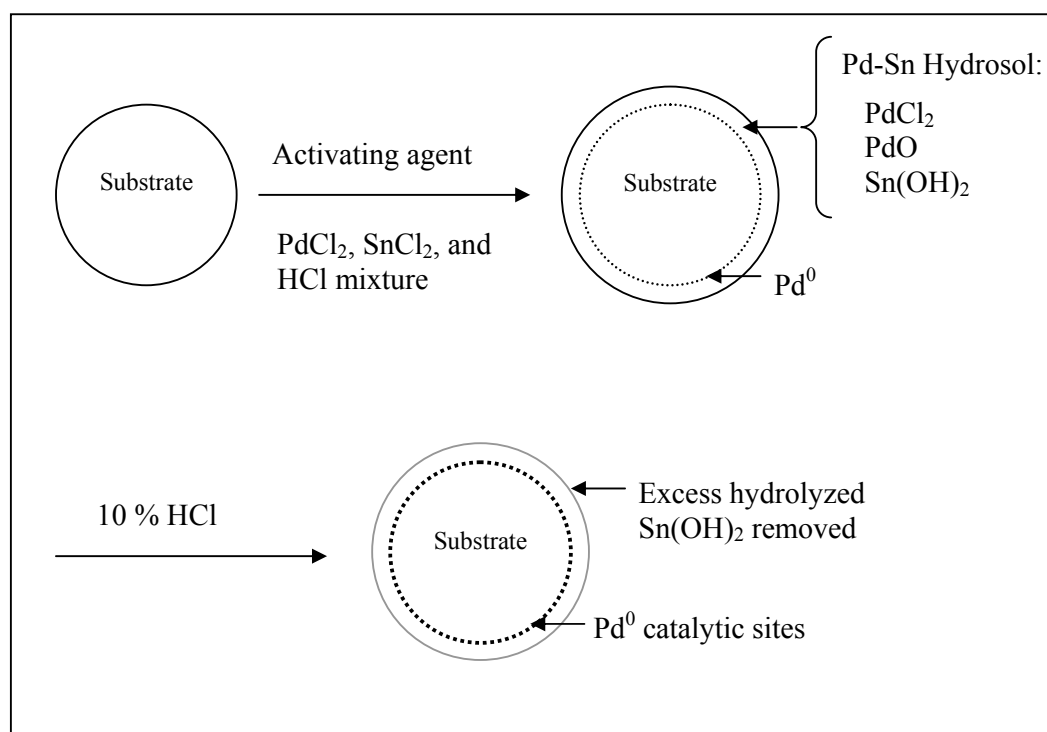 Substrate
Activating agent
PdCl₂, SnCl₂, and
HCl mixture
Substrate
Pd-Sn Hydrosol:
PdCl₂
PdO
Sn(OH)₂
Pd⁰
10 % HCl
Substrate
Excess hydrolyzed
Sn(OH)₂ removed
Pd⁰ catalytic sites